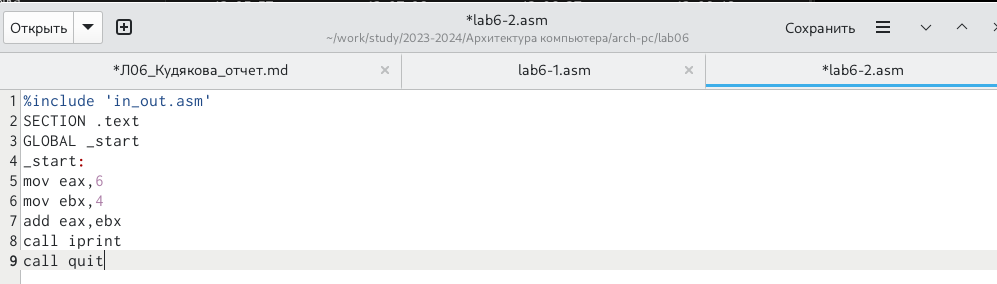 *lab6-2.asm
Открыть
~/work/study/2023-2024/Архитектура компьютера/arch-pc/lab06
Сохранить
*Л06_Кудякова_отчет.md × lab6-1.asm × *lab6-2.asm
1 %include 'in_out.asm'
2 SECTION .text
3 GLOBAL _start
4 _start:
5 mov eax,6
6 mov ebx,4
7 add eax,ebx
8 call iprint
9 call quit